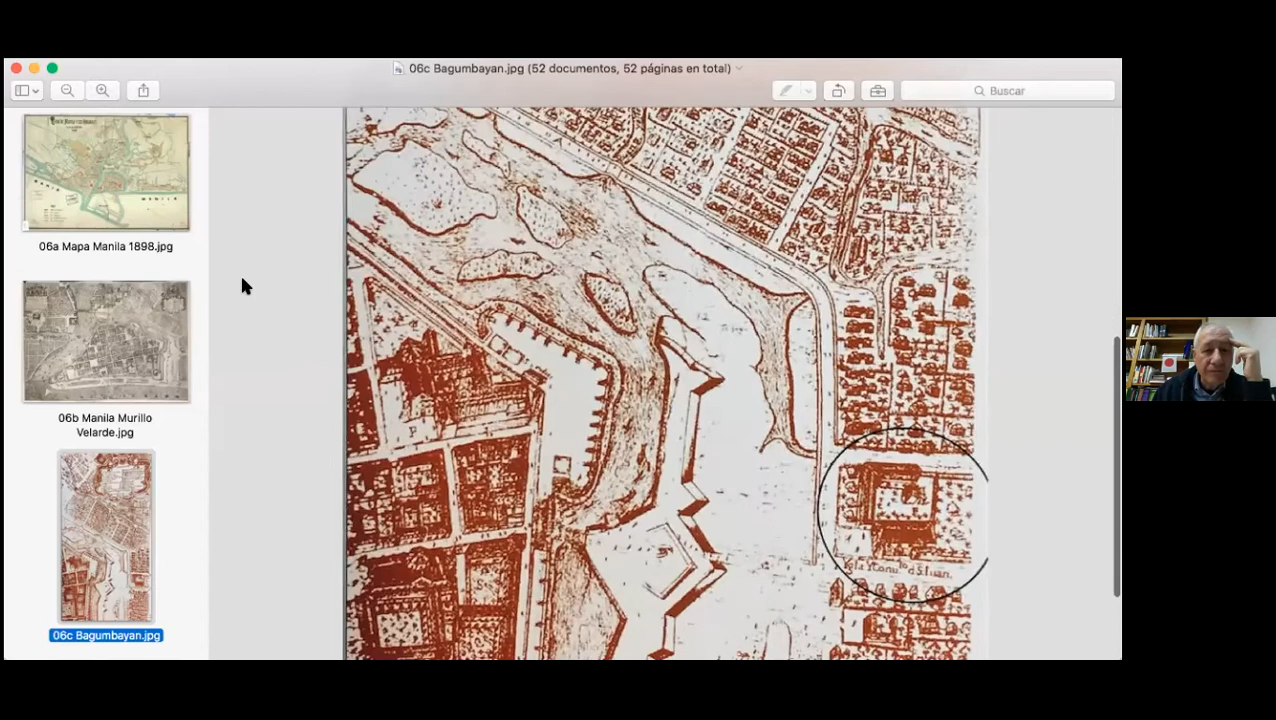 06c Bagumbayan.jpg (52 documentos, 52 páginas en total)
Buscar
06a Mapa Manila 1898.jpg
06b Manila Murillo
Velarde.jpg
06c Bagumbayan.jpg